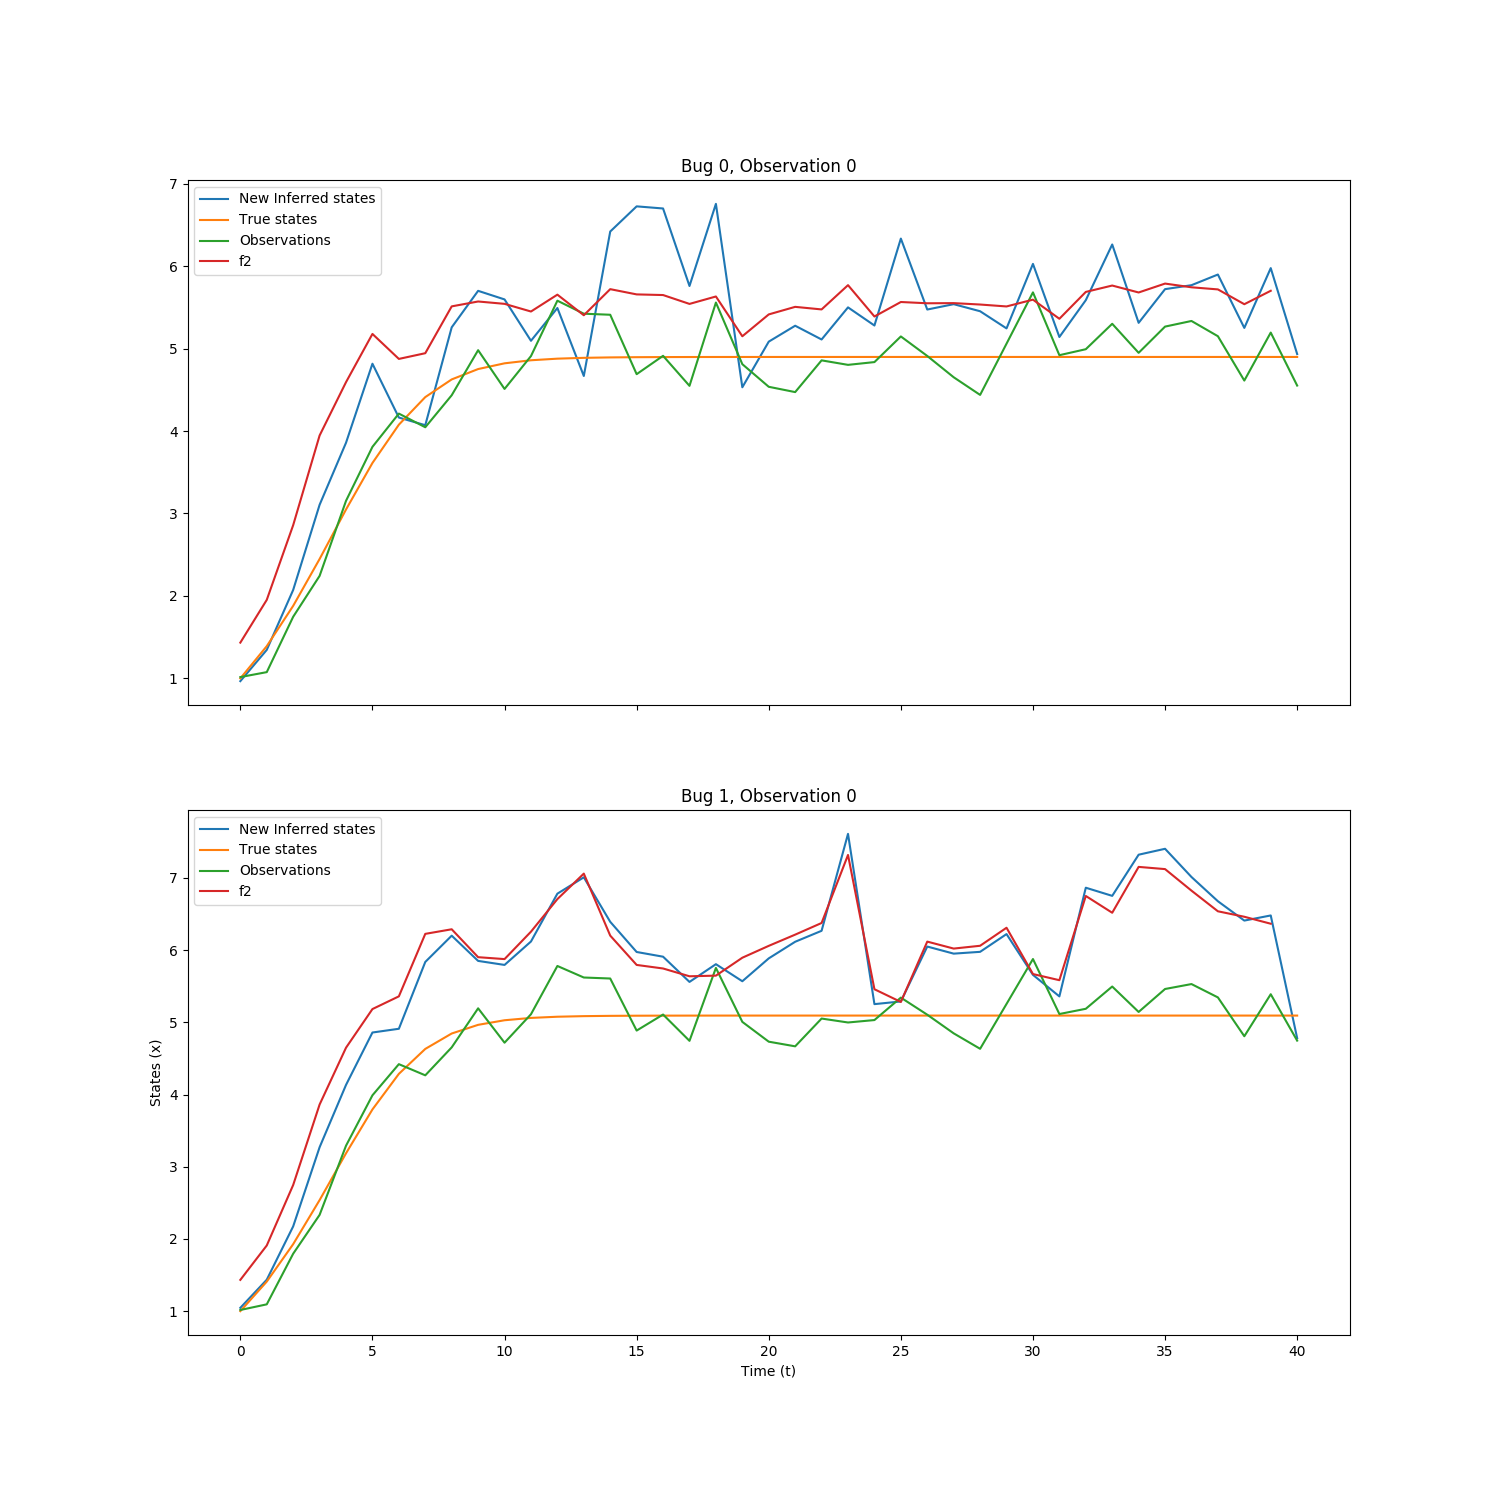 Bug 0, Observation 0
New Inferred states
True states
Observations
f2
7
6
5
4
3
2
1
Bug 1, Observation 0
New Inferred states
True states
Observations
f2
7
6
5
4
3
2
1
States (x)
0 5 10 15 20 25 30 35 40
Time (t)